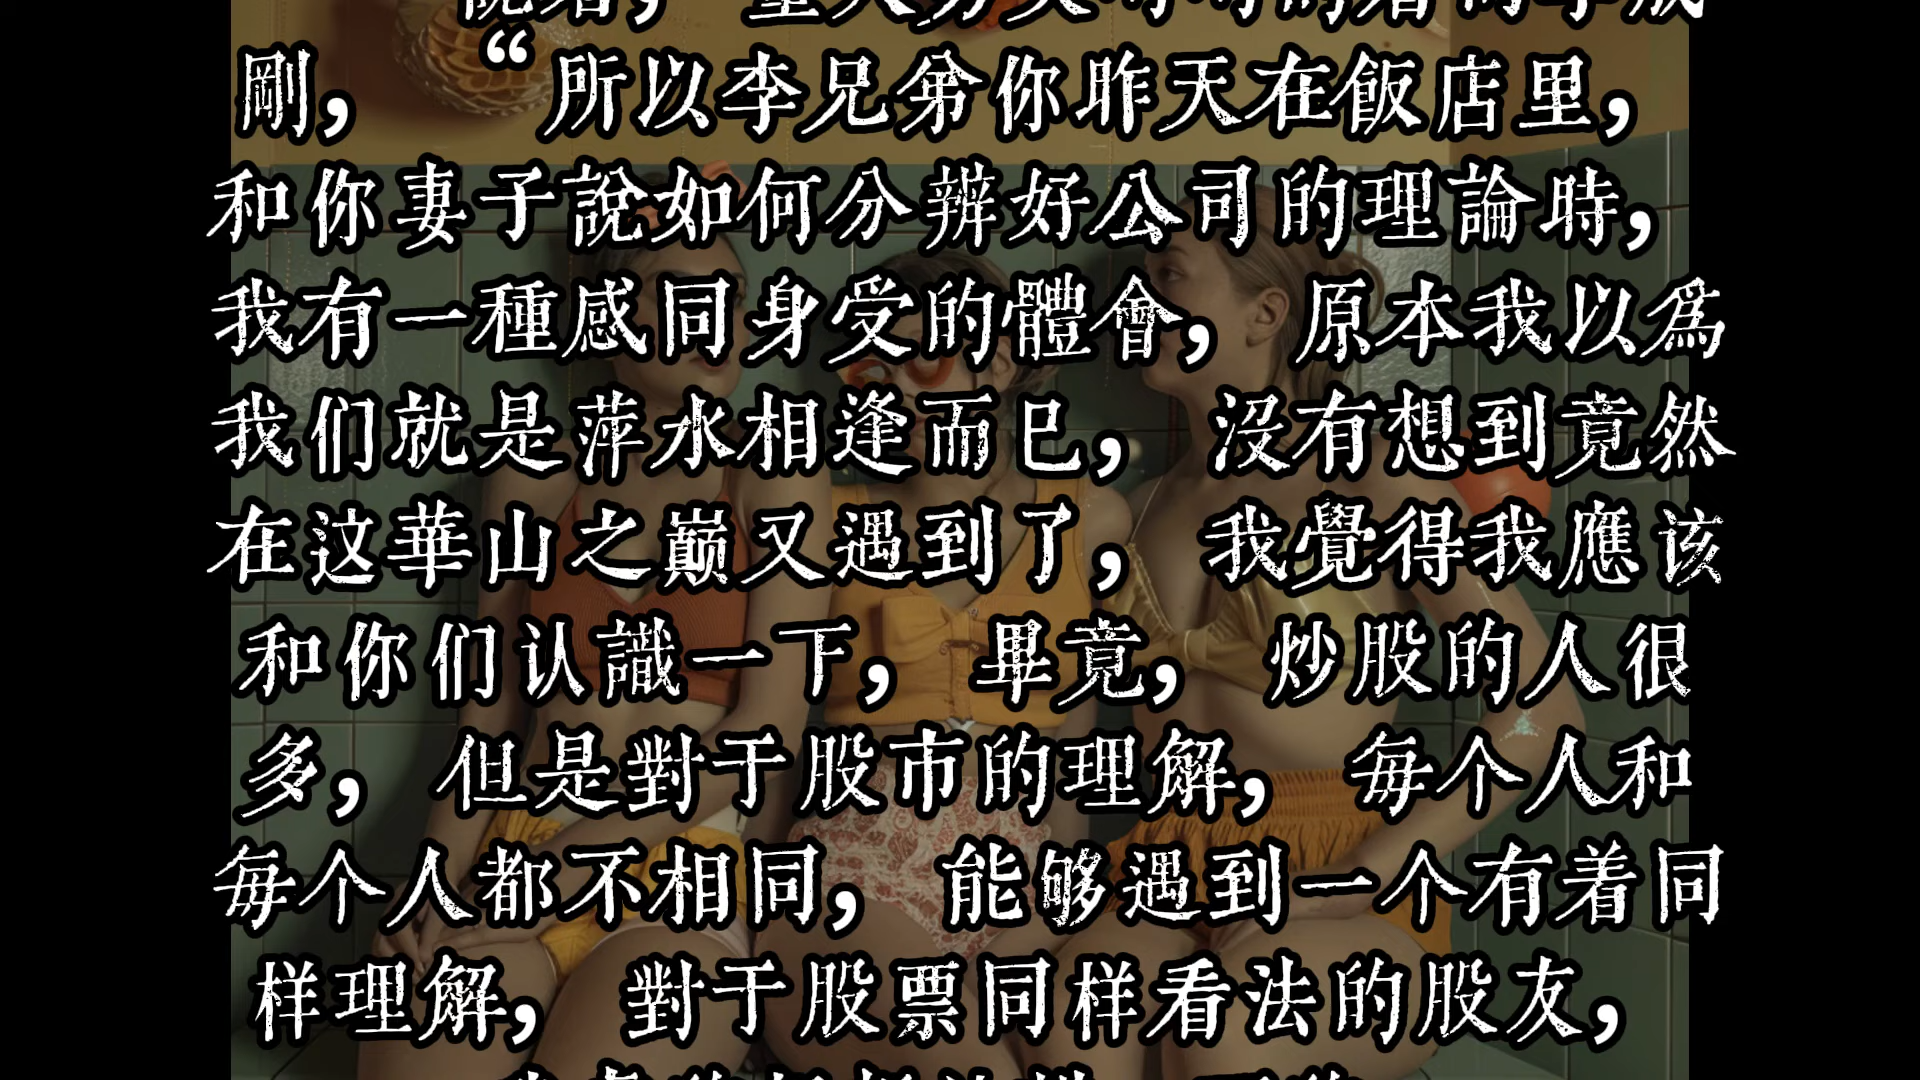 剛， “所以李兄弟你昨天在飯店里，
和你妻子說如何分辨好公司的理論時，
我有一種感同身受的體會， 原本我以爲
我们就是萍水相逢而已， 沒有想到竟然
在这華山之巔又遇到了， 我覺得我應该
和你们认識一下， 畢竟， 炒股的人很
多， 但是對于股市的理解， 每个人和
每个人都不相同， 能够遇到一个有着同
样理解， 對于股票同样看法的股友，